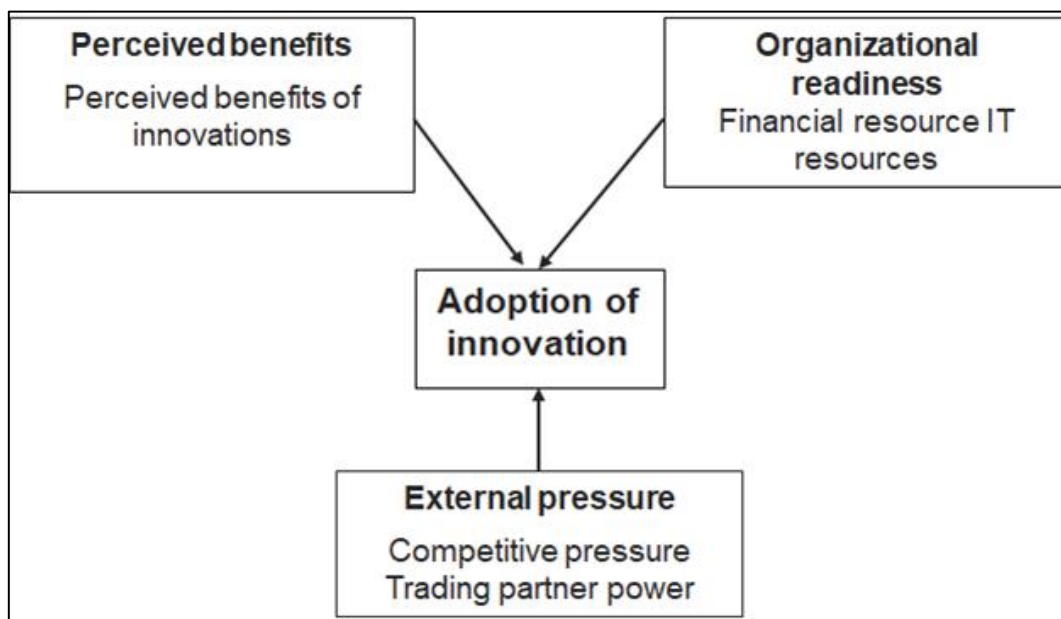 Perceived benefits
Perceived benefits of
innovations
Organizational
readiness
Financial resource IT
resources
Adoption of
innovation
External pressure
Competitive pressure
Trading partner power